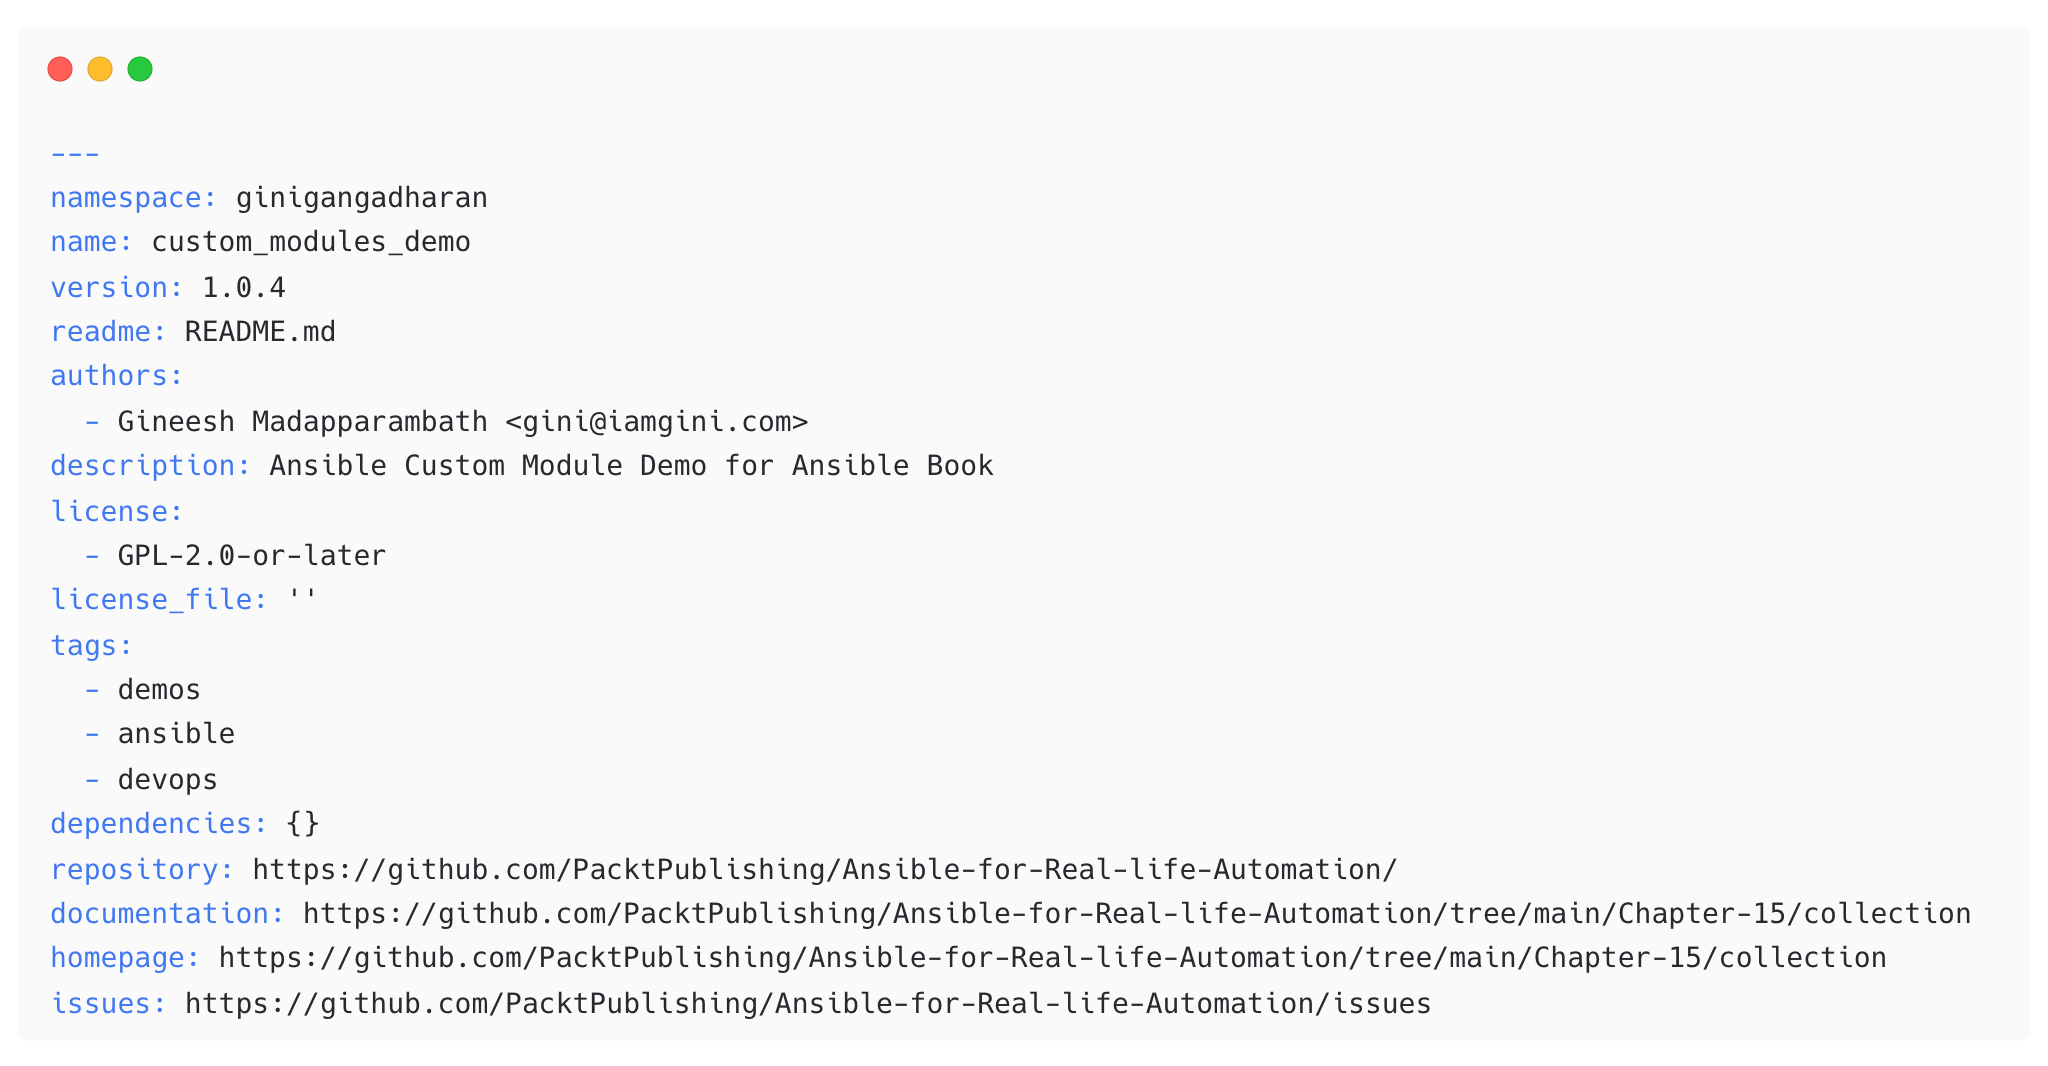 ---
namespace: ginigangadharan
name: custom_modules_demo
version: 1.0.4
readme: README.md
authors:
  - Gineesh Madapparambath <gini@iamgini.com>
description: Ansible Custom Module Demo for Ansible Book
license:
  - GPL-2.0-or-later
license_file: ''
tags:
  - demos
  - ansible
  - devops
dependencies: {}
repository: https://github.com/PacktPublishing/Ansible-for-Real-life-Automation/
documentation: https://github.com/PacktPublishing/Ansible-for-Real-life-Automation/tree/main/Chapter-15/collection
homepage: https://github.com/PacktPublishing/Ansible-for-Real-life-Automation/tree/main/Chapter-15/collection
issues: https://github.com/PacktPublishing/Ansible-for-Real-life-Automation/issues